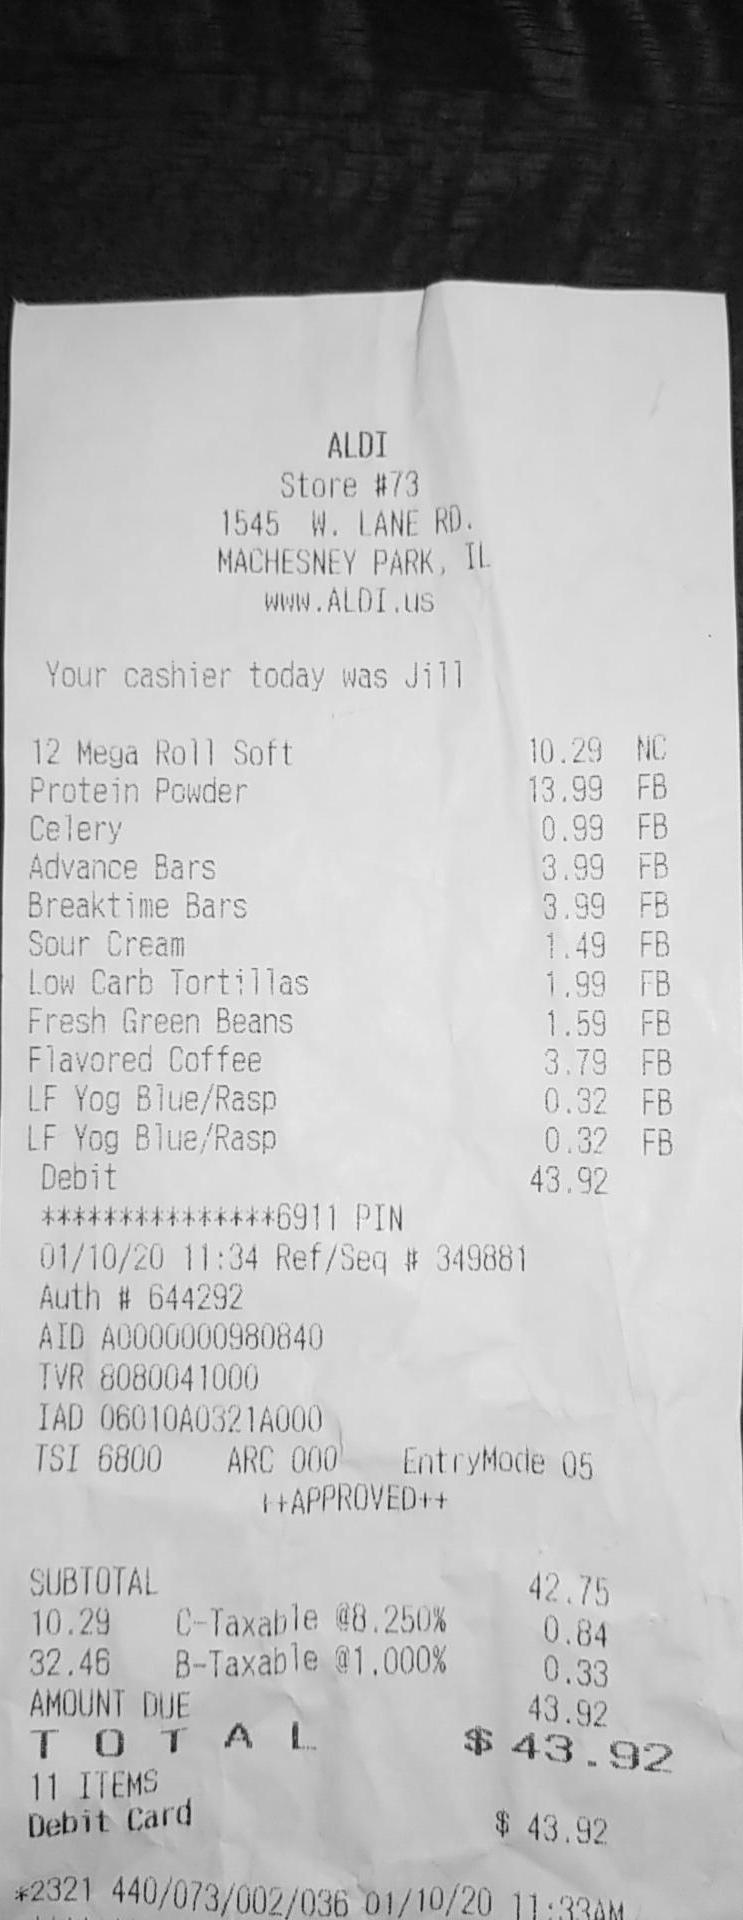 ALDI
Store #73
1545 W. LANE RD.
MACHESNEY PARK, IL
www.ALDI.us
Your cashier today was Jill
12 Mega Roll Soft 10.29 NC
Protein Powder 13.99 FB
Celery 0.99 FB
Advance Bars 3.99 FB
Breaktime Bars 3.99 FB
Sour Cream 1.49 FB
Low Carb Tortillas 1.99 FB
Fresh Green Beans 1.59 FB
Flavored Coffee 3.79 FB
LF Yog Blue/Rasp 0.32 FB
LF Yog Blue/Rasp 0.32 FB
Debit 43.92
***************6911 PIN
01/10/20 11:34 Ref/Seq # 349881
Auth # 644292
AID A0000000980840
TVR 8080041000
IAD 06010A0321A000
TSI 6800 ARC 000 EntryMode 05
++APPROVED++
SUBTOTAL 42.75
10.29 C-Taxable @8.250% 0.84
32.46 B-Taxable @1.000% 0.33
AMOUNT DUE 43.92
TOTAL $43.92
11 ITEMS
Debit Card $ 43.92
*2321 440/073/002/036 01/10/20 11:33AM